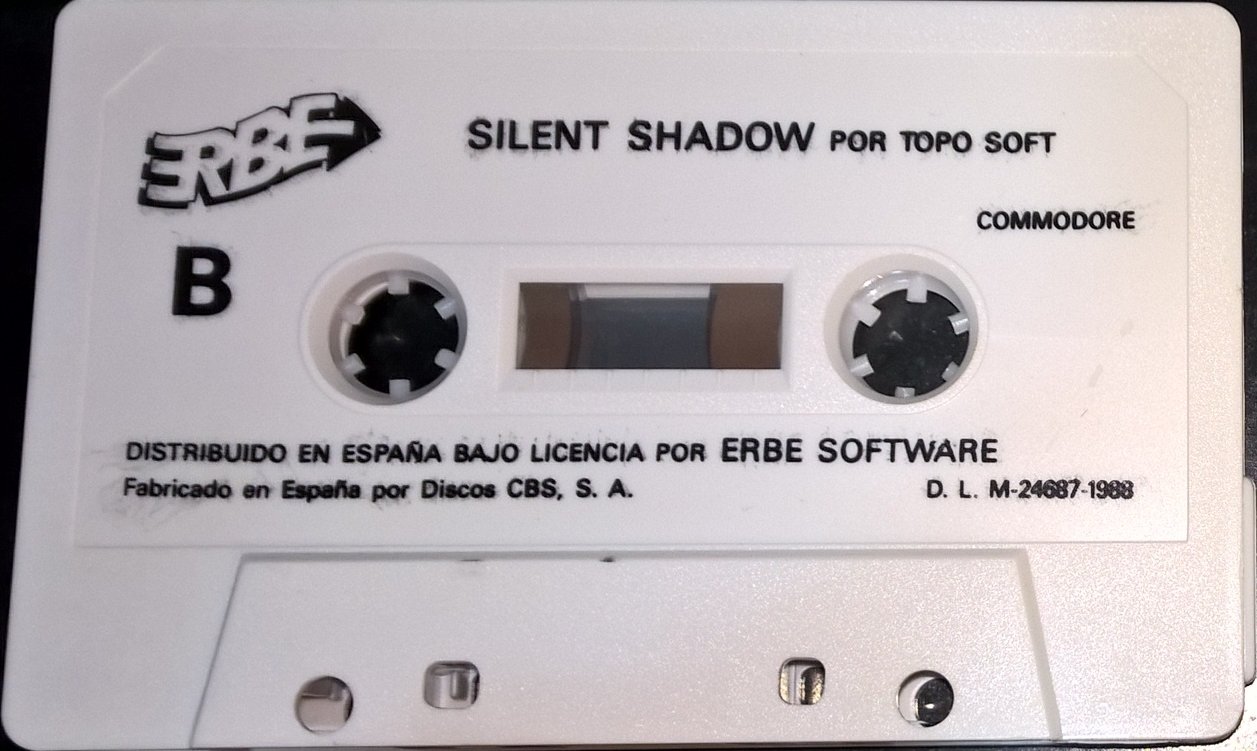 ERBE
SILENT SHADOW POR TOPO SOFT
COMMODORE
B
DISTRIBUIDO EN ESPAÑA BAJO LICENCIA POR ERBE SOFTWARE
Fabricado en España por Discos CBS, S. A.
D. L. M-24687-1988